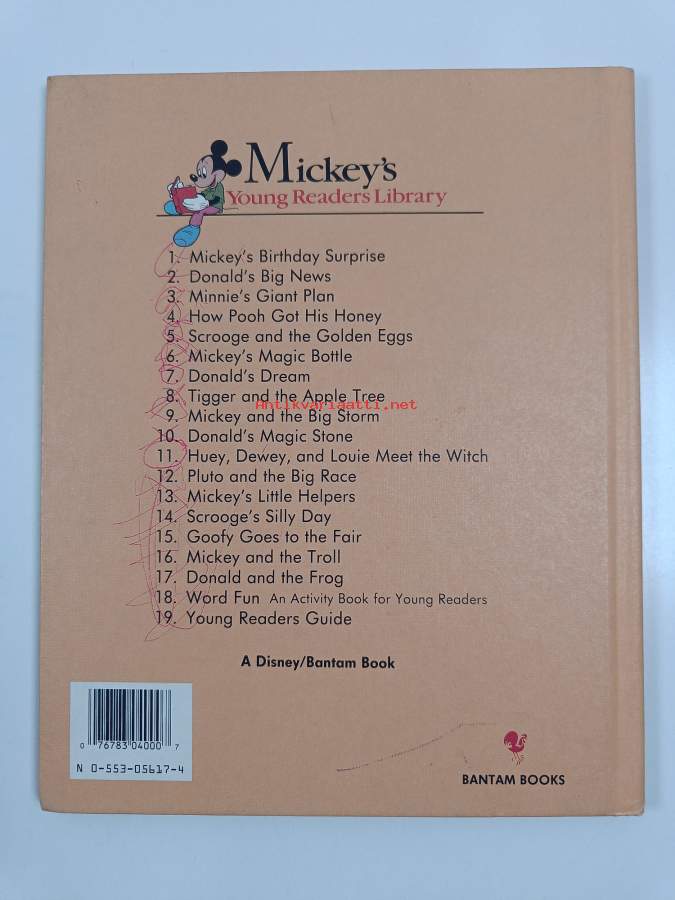 Mickey's
Young Readers Library
1. Mickey's Birthday Surprise
2. Donald's Big News
3. Minnie's Giant Plan
4. How Pooh Got His Honey
5. Scrooge and the Golden Eggs
6. Mickey's Magic Bottle
7. Donald's Dream
8. Tigger and the Apple Tree
Antikvariaatti.net
9. Mickey and the Big Storm
10. Donald's Magic Stone
11. Huey, Dewey, and Louie Meet the Witch
12. Pluto and the Big Race
13. Mickey's Little Helpers
14. Scrooge's Silly Day
15. Goofy Goes to the Fair
16. Mickey and the Troll
17. Donald and the Frog
18. Word Fun An Activity Book for Young Readers
19. Young Readers Guide
A Disney/Bantam Book
0 76783 04000 7
N 0-553-05617-4
BANTAM BOOKS